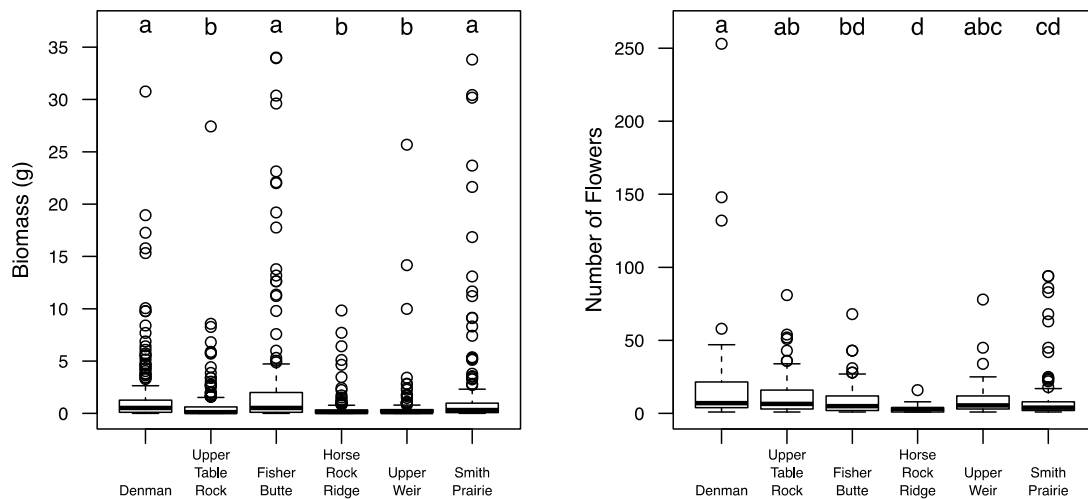 a b a b b a
35
30
25
20
15
10
5
0
Biomass (g)
Denman
Upper
Table
Rock
Fisher
Butte
Horse
Rock
Ridge
Upper
Weir
Smith
Prairie
a ab bd d abc cd
250
200
150
100
50
0
Number of Flowers
Denman
Upper
Table
Rock
Fisher
Butte
Horse
Rock
Ridge
Upper
Weir
Smith
Prairie